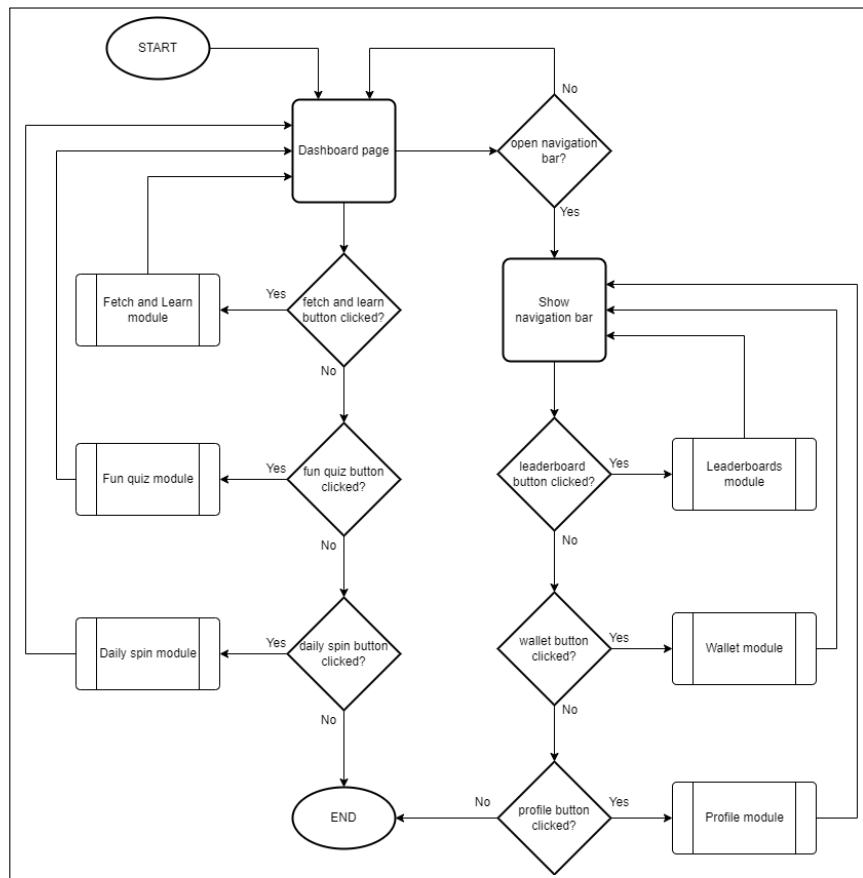 START
No
Dashboard page
open navigation
bar?
Yes
Fetch and Learn
module
Yes
fetch and learn
button clicked?
Show
navigation bar
No
Fun quiz module
Yes
fun quiz button
clicked?
leaderboard
button clicked?
Yes
Leaderboards
module
No
No
Daily spin module
Yes
daily spin button
clicked?
wallet button
clicked?
Yes
Wallet module
No
No
END
No
profile button
clicked?
Yes
Profile module